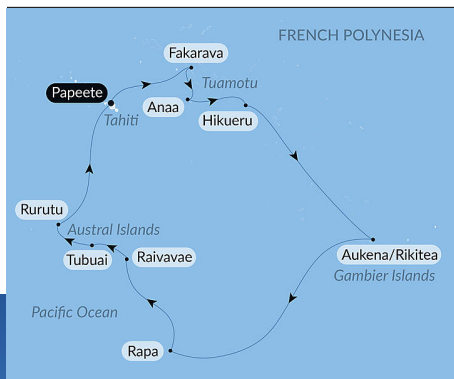 FRENCH POLYNESIA
Fakarava
Tuamotu
Papeete
Anaa
Tahiti
Hikueru
Rurutu
Austral Islands
Tubuai
Raivavae
Aukena/Rikitea
Gambier Islands
Pacific Ocean
Rapa